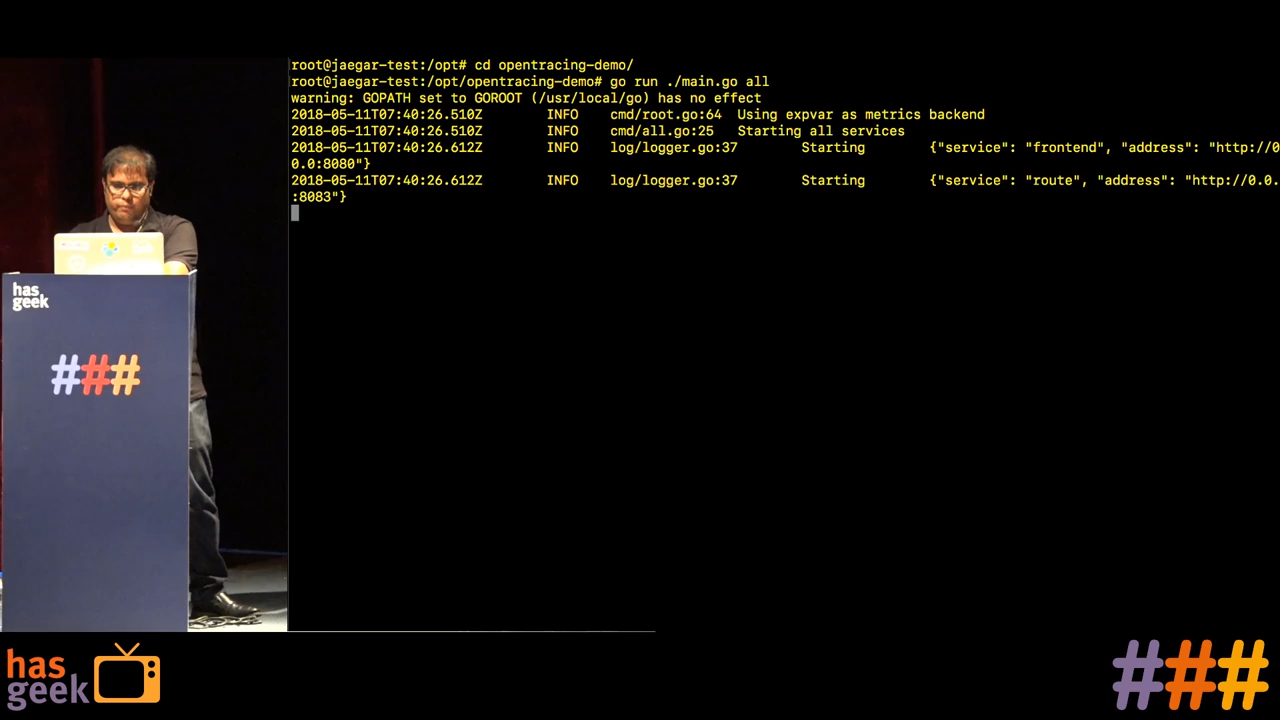 root@jaegar-test:/opt# cd opentracing-demo/
root@jaegar-test:/opt/opentracing-demo# go run ./main.go all
warning: GOPATH set to GOROOT (/usr/local/go) has no effect
2018-05-11T07:40:26.510Z INFO cmd/root.go:64 Using expvar as metrics backend
2018-05-11T07:40:26.510Z INFO cmd/all.go:25 Starting all services
2018-05-11T07:40:26.612Z INFO log/logger.go:37 Starting {"service": "frontend", "address": "http://0
0.0:8080"}
2018-05-11T07:40:26.612Z INFO log/logger.go:37 Starting {"service": "route", "address": "http://0.0.
:8083"}
has
geek
###
has
geek
###